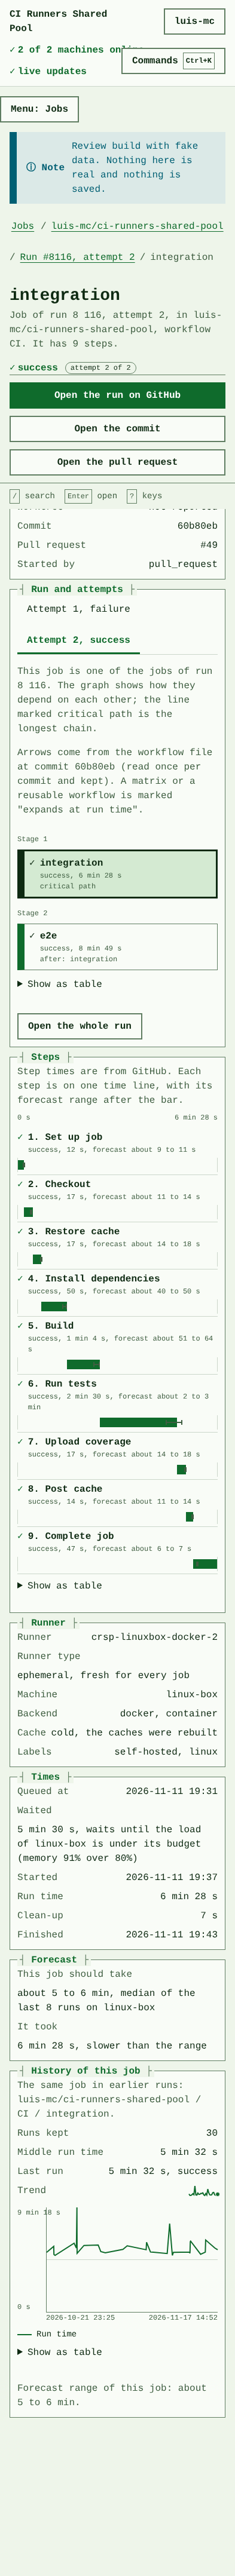 CI Runners Shared
Pool
luis-mc
✓ 2 of 2 machines
Commands Ctrl+K
✓ live updates
Menu: Jobs
ⓘ Note
Review build with fake
data. Nothing here is
real and nothing is
saved.
Jobs / luis-mc/ci-runners-shared-pool
/ Run #8116, attempt 2 / integration
integration
Job of run 8 116, attempt 2, in luis-
mc/ci-runners-shared-pool, workflow
CI. It has 9 steps.
✓ success attempt 2 of 2
Open the run on GitHub
Open the commit
Open the pull request
/ search Enter open ? keys
Commit 60b80eb
Pull request #49
Started by pull_request
Run and attempts
Attempt 1, failure
Attempt 2, success
This job is one of the jobs of run
8 116. The graph shows how they
depend on each other; the line
marked critical path is the
longest chain.
Arrows come from the workflow file
at commit 60b80eb (read once per
commit and kept). A matrix or a
reusable workflow is marked
"expands at run time".
Stage 1
✓ integration
success, 6 min 28 s
critical path
Stage 2
✓ e2e
success, 8 min 49 s
after: integration
▶ Show as table
Open the whole run
Steps
Step times are from GitHub. Each
step is on one time line, with its
forecast range after the bar.
0 s 6 min 28 s
✓ 1. Set up job
success, 12 s, forecast about 9 to 11 s
✓ 2. Checkout
success, 17 s, forecast about 11 to 14 s
✓ 3. Restore cache
success, 17 s, forecast about 14 to 18 s
✓ 4. Install dependencies
success, 50 s, forecast about 40 to 50 s
✓ 5. Build
success, 1 min 4 s, forecast about 51 to 64
s
✓ 6. Run tests
success, 2 min 30 s, forecast about 2 to 3
min
✓ 7. Upload coverage
success, 17 s, forecast about 14 to 18 s
✓ 8. Post cache
success, 14 s, forecast about 11 to 14 s
✓ 9. Complete job
success, 47 s, forecast about 6 to 7 s
▶ Show as table
Runner
Runner crsp-linuxbox-docker-2
Runner type
ephemeral, fresh for every job
Machine linux-box
Backend docker, container
Cache cold, the caches were rebuilt
Labels self-hosted, linux
Times
Queued at 2026-11-11 19:31
Waited
5 min 30 s, waits until the load
of linux-box is under its budget
(memory 91% over 80%)
Started 2026-11-11 19:37
Run time 6 min 28 s
Clean-up 7 s
Finished 2026-11-11 19:43
Forecast
This job should take
about 5 to 6 min, median of the
last 8 runs on linux-box
It took
6 min 28 s, slower than the range
History of this job
The same job in earlier runs:
luis-mc/ci-runners-shared-pool /
CI / integration.
Runs kept 30
Middle run time 5 min 32 s
Last run 5 min 32 s, success
Trend
9 min 18 s
0 s
2026-10-21 23:25 2026-11-17 14:52
Run time
▶ Show as table
Forecast range of this job: about
5 to 6 min.